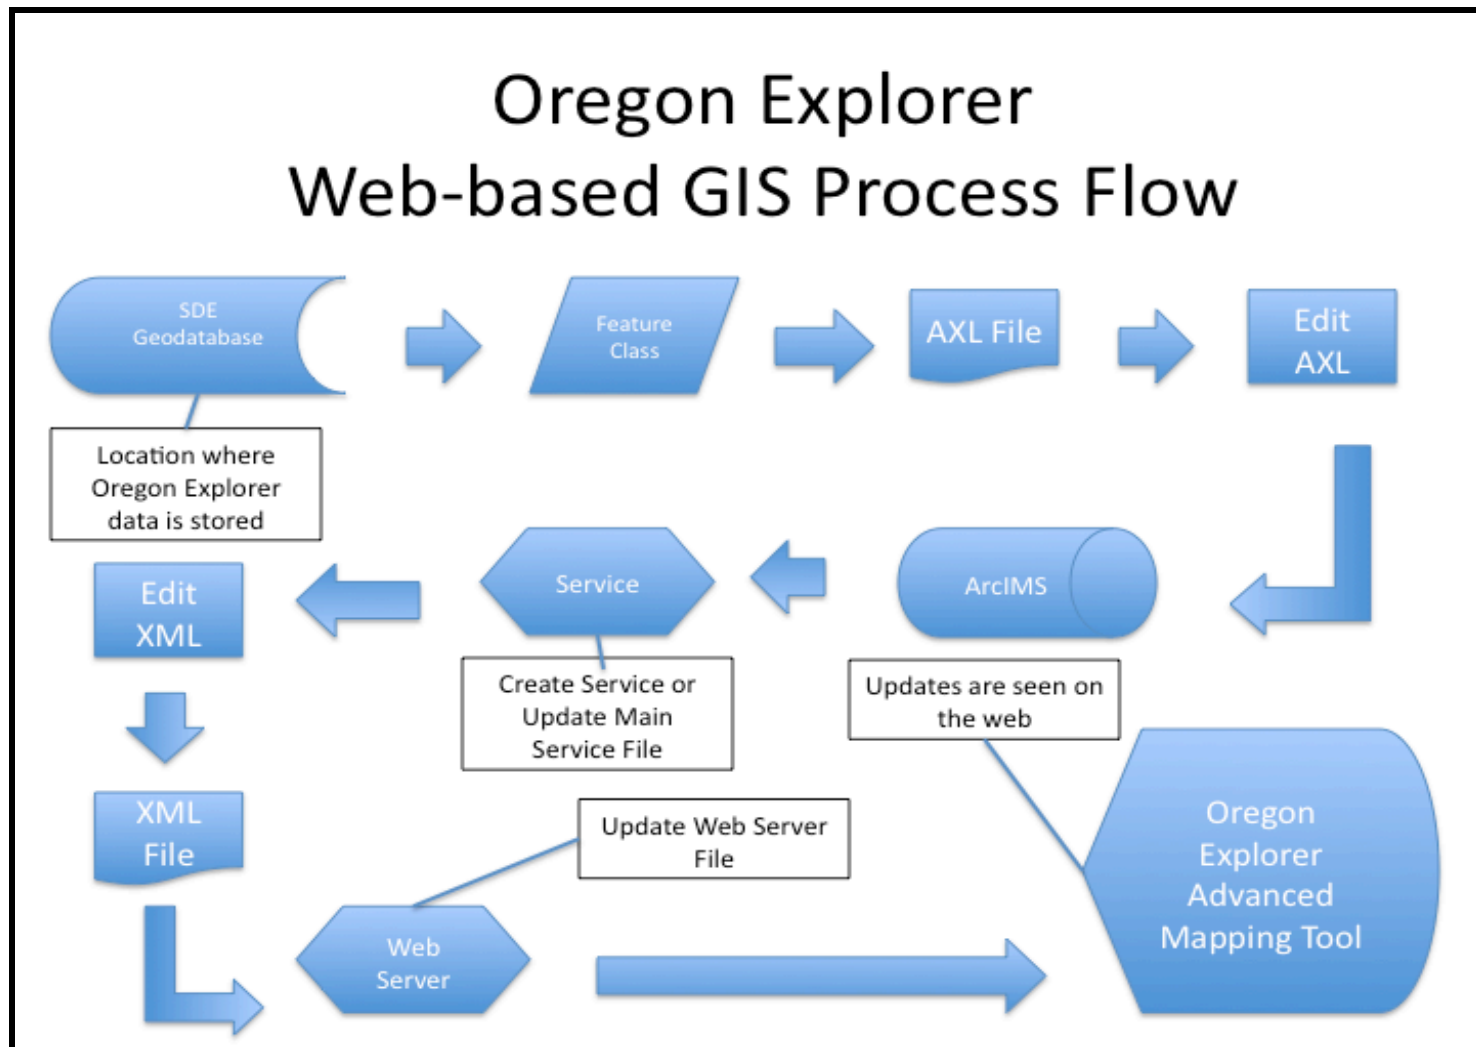 Oregon Explorer
Web-based GIS Process Flow
SDE
Geodatabase
Feature
Class
AXL File
Edit
AXL
Location where
Oregon Explorer
data is stored
ArcIMS
Service
Edit
XML
Create Service or
Update Main
Service File
Updates are seen on
the web
XML
File
Update Web Server
File
Web
Server
Oregon
Explorer
Advanced
Mapping Tool